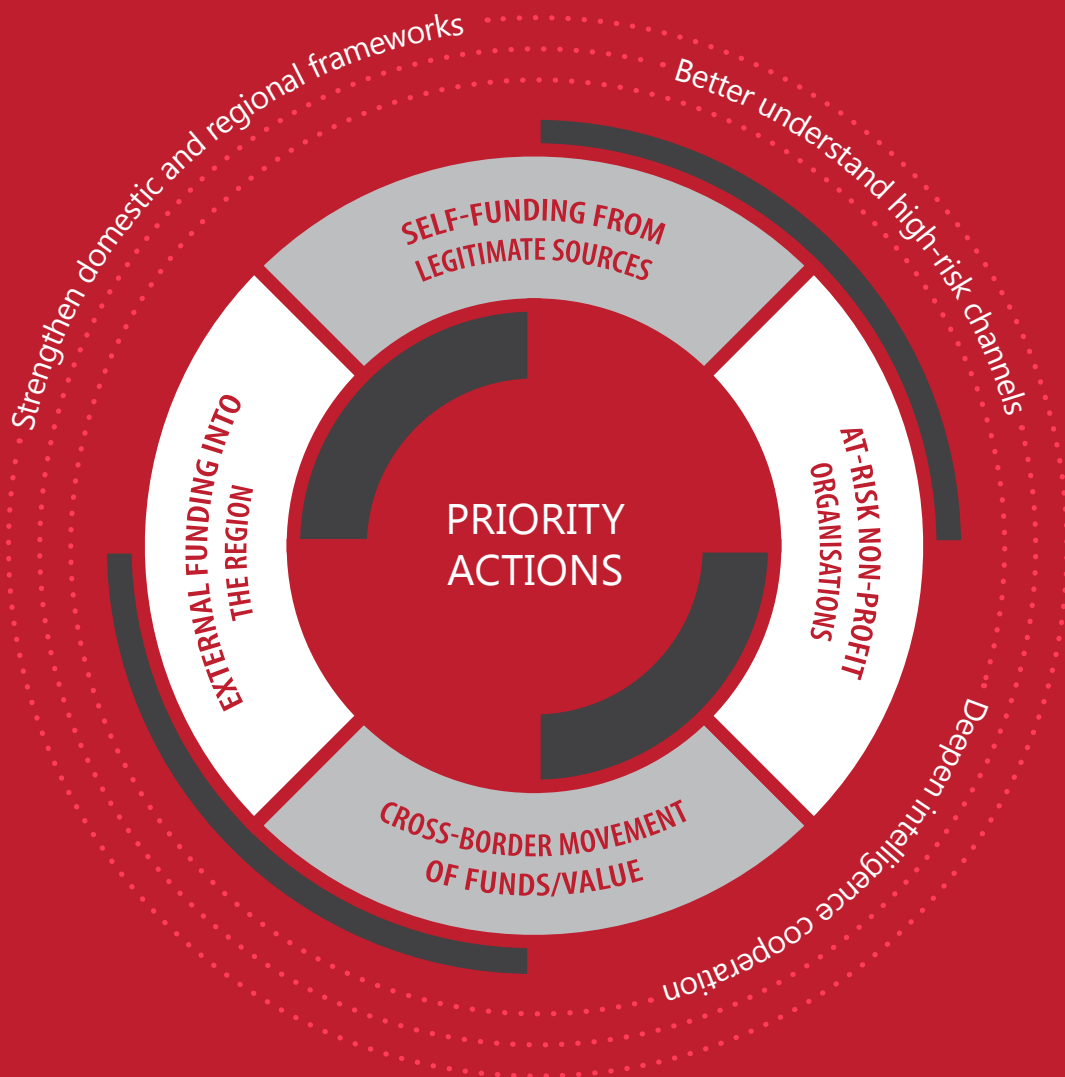 Strengthen domestic and regional frameworks
Better understand high-risk channels
SELF-FUNDING FROM
LEGITIMATE SOURCES
EXTERNAL FUNDING INTO
THE REGION
PRIORITY
ACTIONS
AT-RISK NON-PROFIT
ORGANISATIONS
CROSS-BORDER MOVEMENT
OF FUNDS/VALUE
Deepen intelligence cooperation